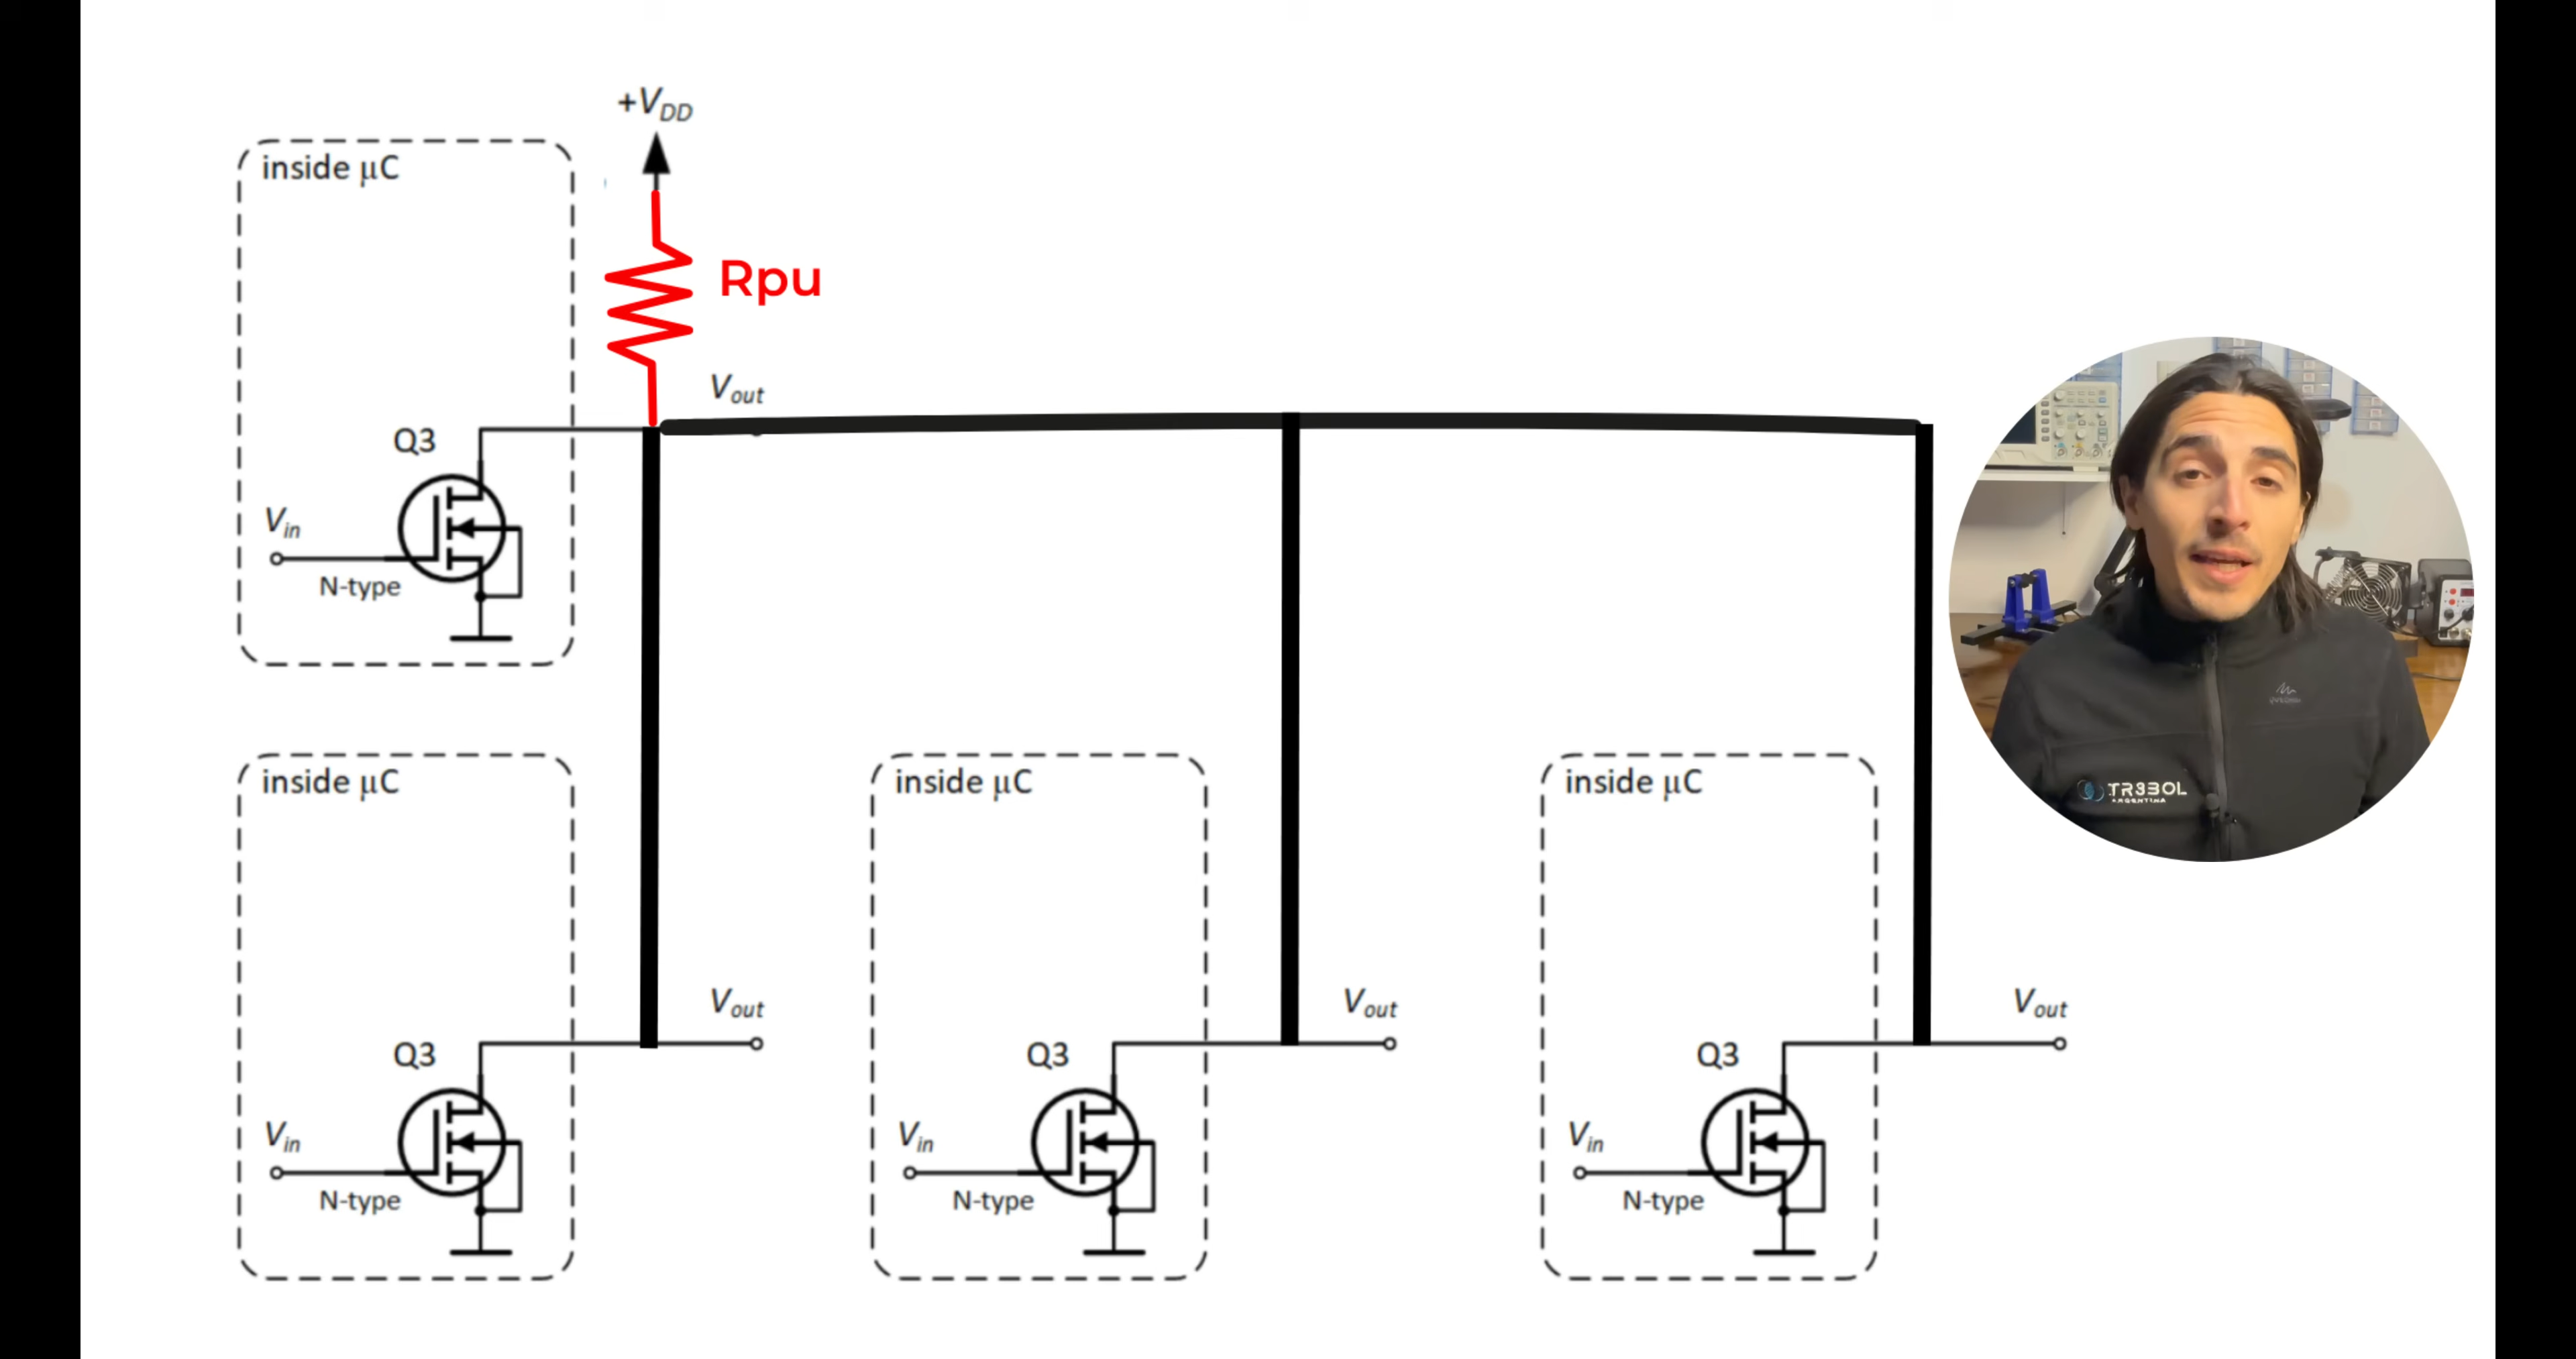 +VDD
inside μC
Rpu
Vout
Q3
Vin
N-type
inside μC
Vout
Q3
Vin
N-type
inside μC
Vout
Q3
Vin
N-type
inside μC
Vout
Q3
Vin
N-type
TR3BOL
ARGENTINA